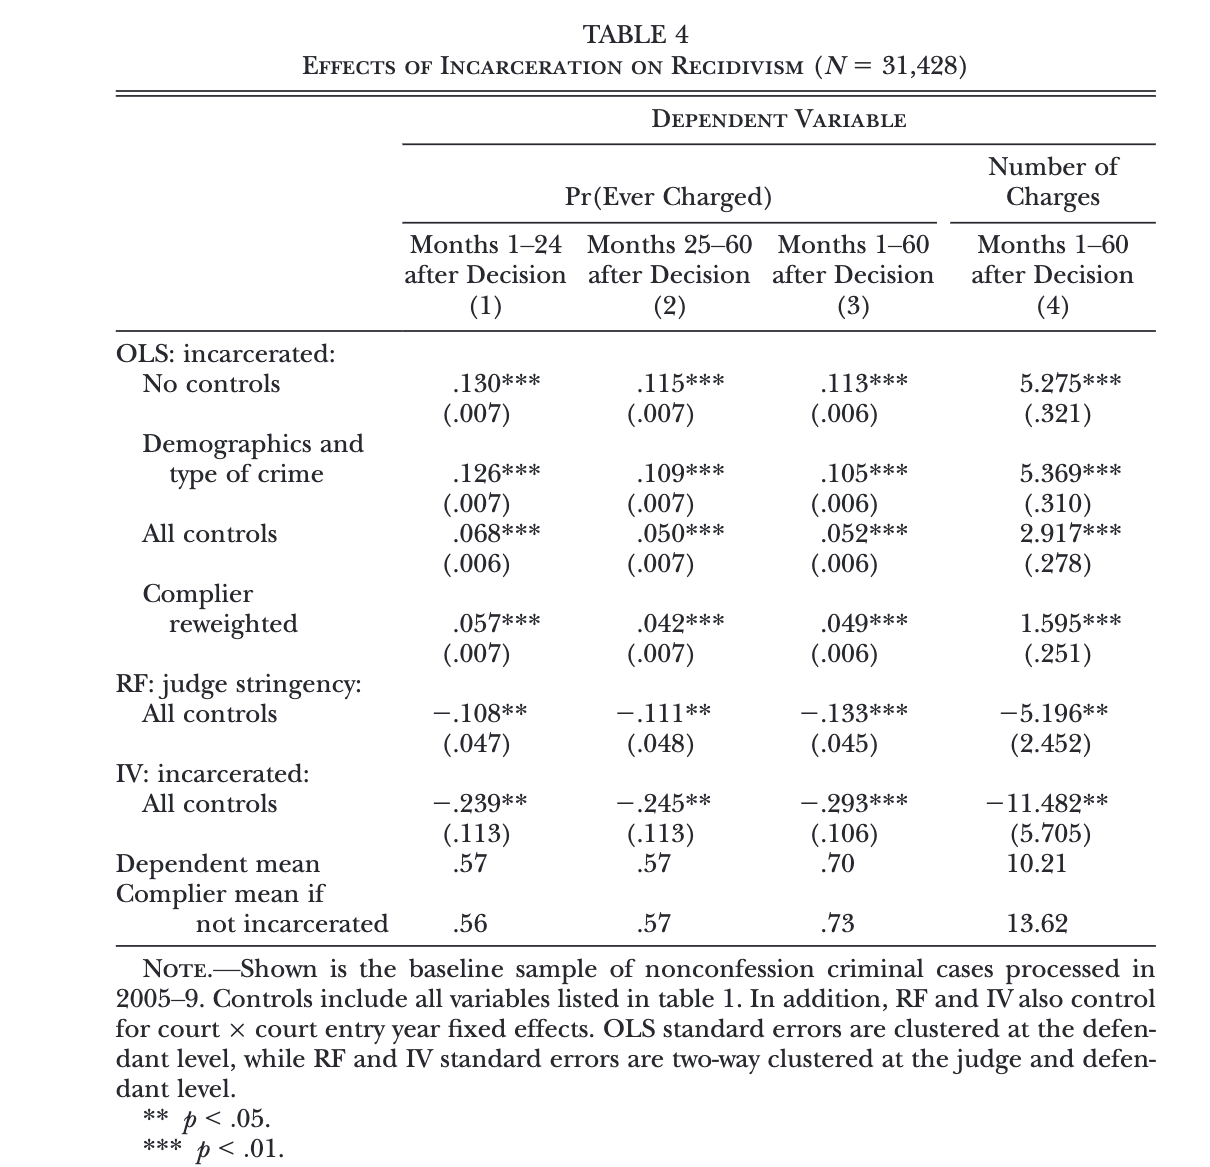 TABLE 4
Effects of Incarceration on Recidivism (N = 31,428)
Dependent Variable
Number of
Pr(Ever Charged) Charges
Months 1–24 Months 25–60 Months 1–60 Months 1–60
after Decision after Decision after Decision after Decision
(1) (2) (3) (4)
OLS: incarcerated:
No controls .130*** .115*** .113*** 5.275***
(.007) (.007) (.006) (.321)
Demographics and
type of crime .126*** .109*** .105*** 5.369***
(.007) (.007) (.006) (.310)
All controls .068*** .050*** .052*** 2.917***
(.006) (.007) (.006) (.278)
Complier
reweighted .057*** .042*** .049*** 1.595***
(.007) (.007) (.006) (.251)
RF: judge stringency:
All controls −.108** −.111** −.133*** −5.196**
(.047) (.048) (.045) (2.452)
IV: incarcerated:
All controls −.239** −.245** −.293*** −11.482**
(.113) (.113) (.106) (5.705)
Dependent mean .57 .57 .70 10.21
Complier mean if
not incarcerated .56 .57 .73 13.62
Note.—Shown is the baseline sample of nonconfession criminal cases processed in
2005–9. Controls include all variables listed in table 1. In addition, RF and IV also control
for court × court entry year fixed effects. OLS standard errors are clustered at the defen-
dant level, while RF and IV standard errors are two-way clustered at the judge and defen-
dant level.
** p < .05.
*** p < .01.